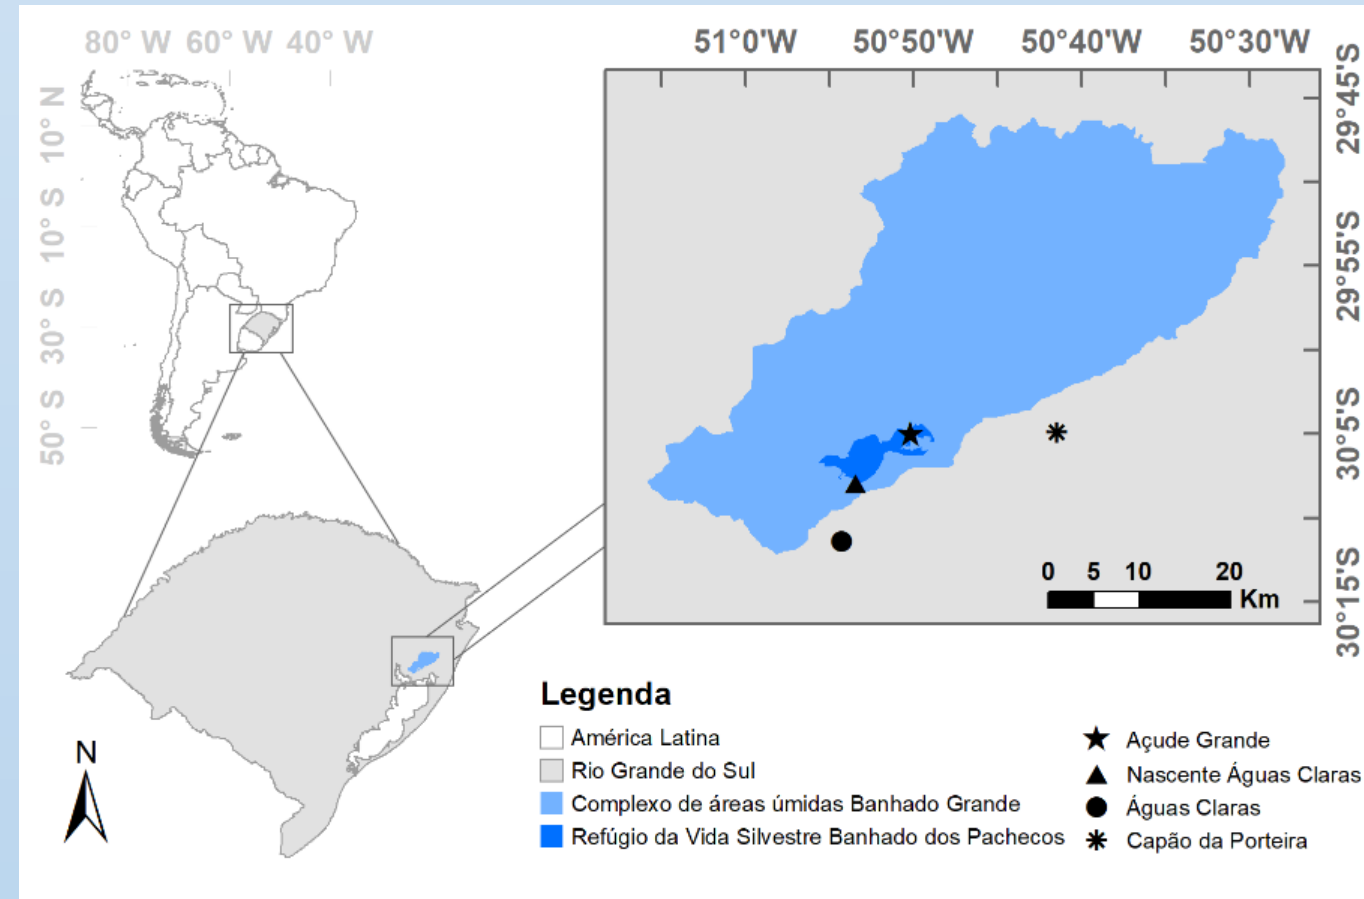 80° W 60° W 40° W
10° N
10° S
30° S
50° S
51°0'W 50°50'W 50°40'W 50°30'W
29°45'S
29°55'S
30°5'S
30°15'S
0 5 10 20
Km
N
Legenda
América Latina
Rio Grande do Sul
Complexo de áreas úmidas Banhado Grande
Refúgio da Vida Silvestre Banhado dos Pachecos
Açude Grande
Nascente Águas Claras
Águas Claras
Capão da Porteira